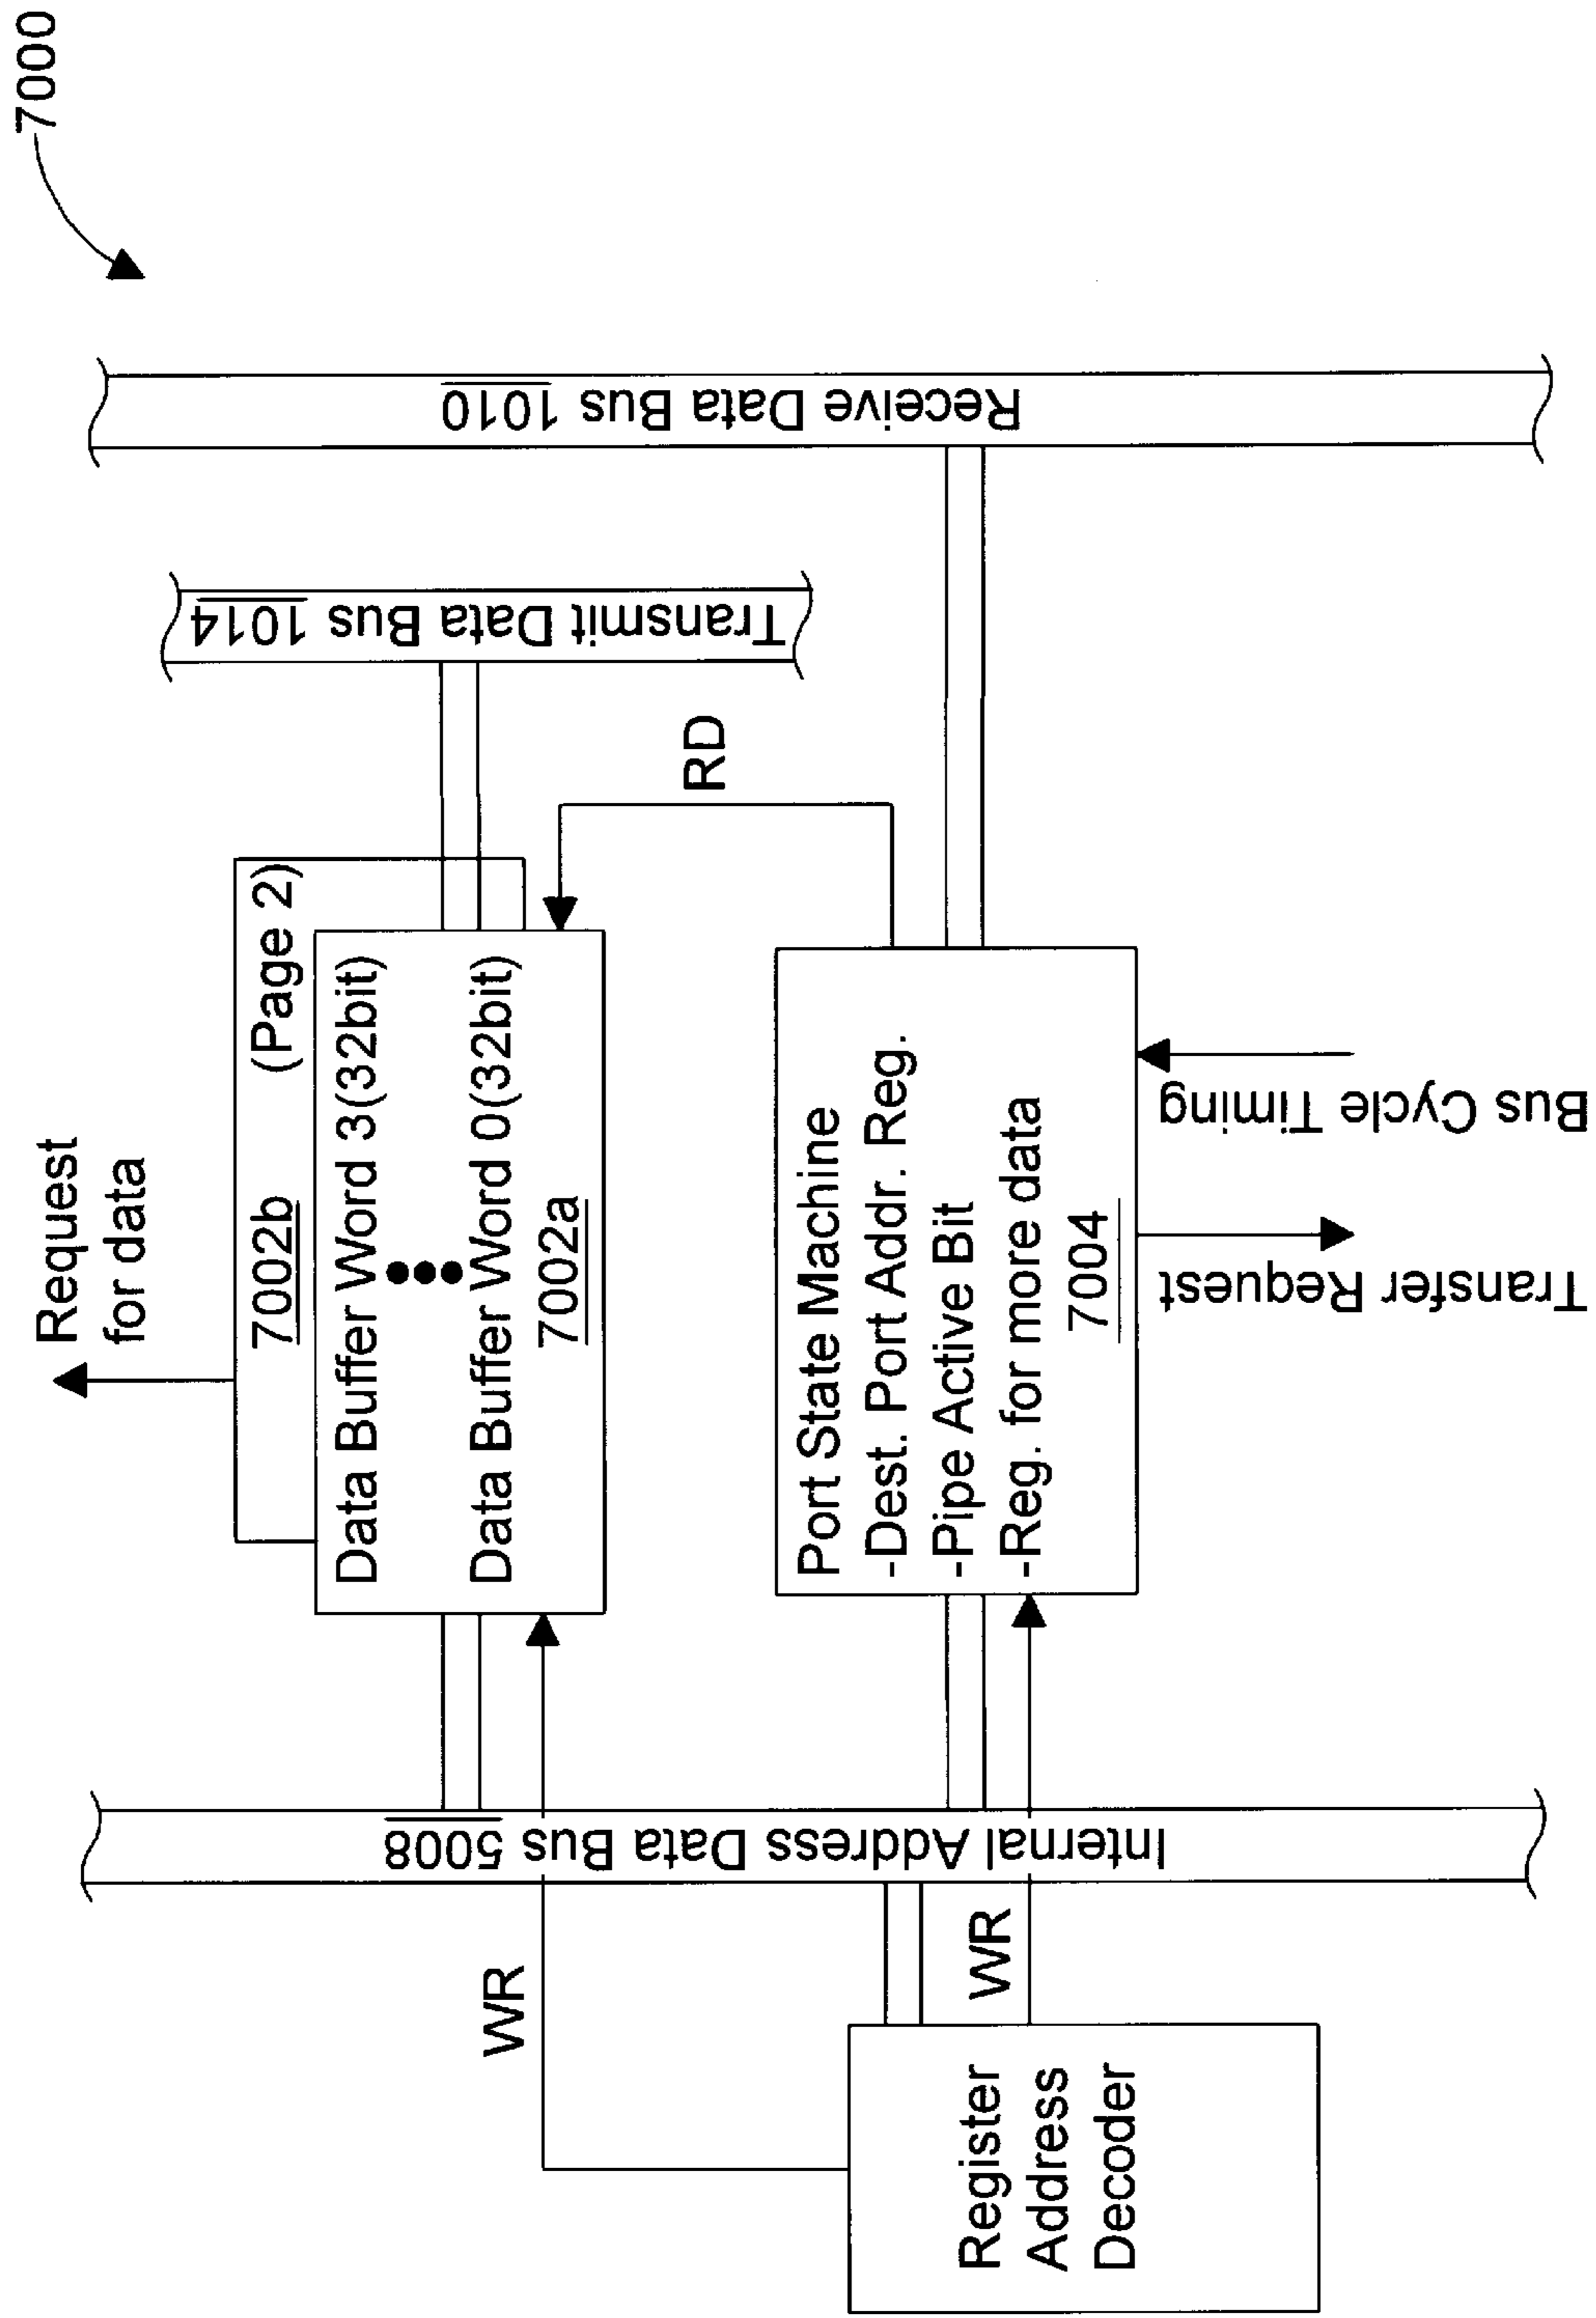 7000
Request
for data
7002b
(Page 2)
Data Buffer Word 3(32bit)
Data Buffer Word 0(32bit)
7002a
Transmit Data Bus 1014
Receive Data Bus 1010
RD
WR
WR
Internal Address Data Bus 5008
Port State Machine
-Dest. Port Addr. Reg.
-Pipe Active Bit
-Reg. for more data
7004
Register
Address
Decoder
Transfer Request
Bus Cycle Timing